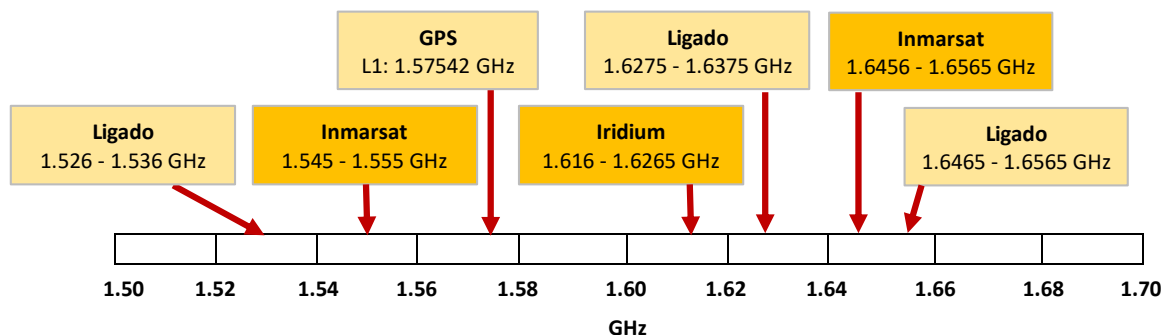 GPS
L1: 1.57542 GHz
Ligado
1.6275 - 1.6375 GHz
Inmarsat
1.6456 - 1.6565 GHz
Ligado
1.526 - 1.536 GHz
Inmarsat
1.545 - 1.555 GHz
Iridium
1.616 - 1.6265 GHz
Ligado
1.6465 - 1.6565 GHz
1.50 1.52 1.54 1.56 1.58 1.60 1.62 1.64 1.66 1.68 1.70
GHz